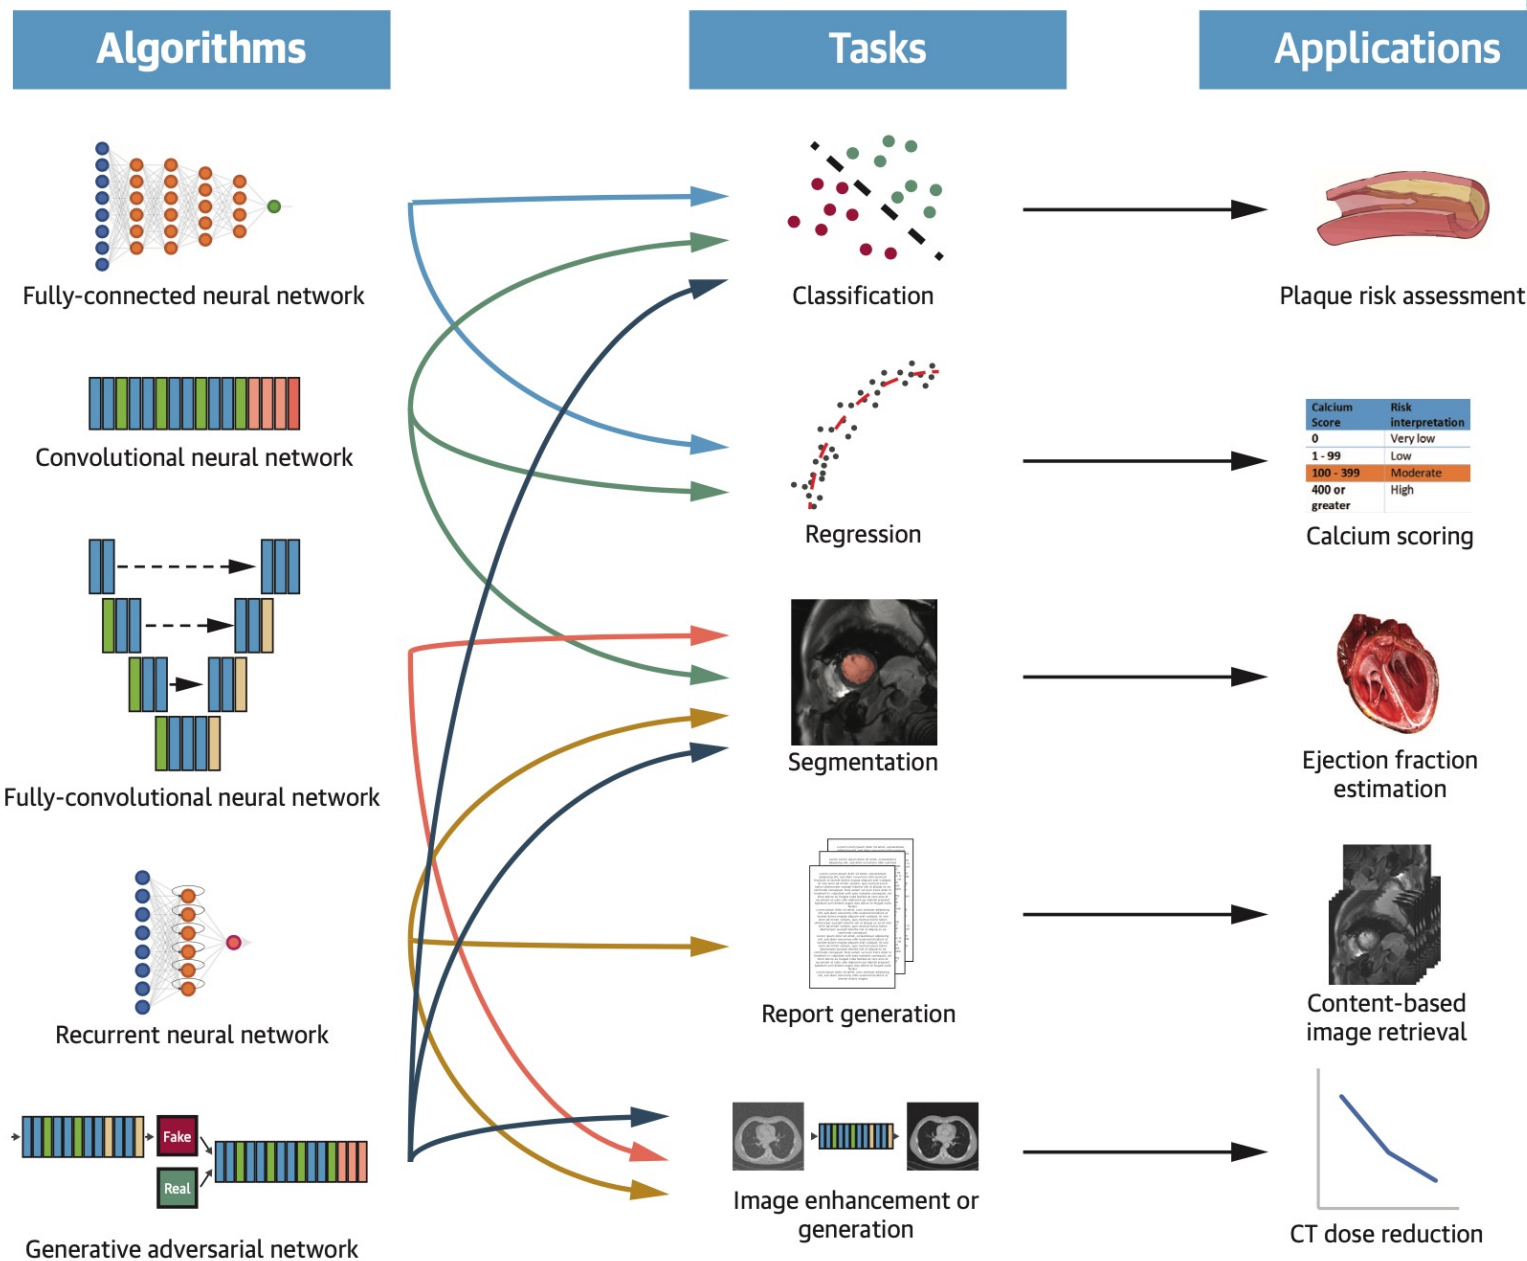 Algorithms
Tasks
Applications
Fully-connected neural network
Classification
Plaque risk assessment
Convolutional neural network
Regression
Calcium
Score
Risk
interpretation
0
Very low
1 - 99
Low
100 - 399
Moderate
400 or
greater
High
Calcium scoring
Fully-convolutional neural network
Segmentation
Ejection fraction
estimation
Recurrent neural network
Report generation
Content-based
image retrieval
Fake
Real
Generative adversarial network
Image enhancement or
generation
CT dose reduction